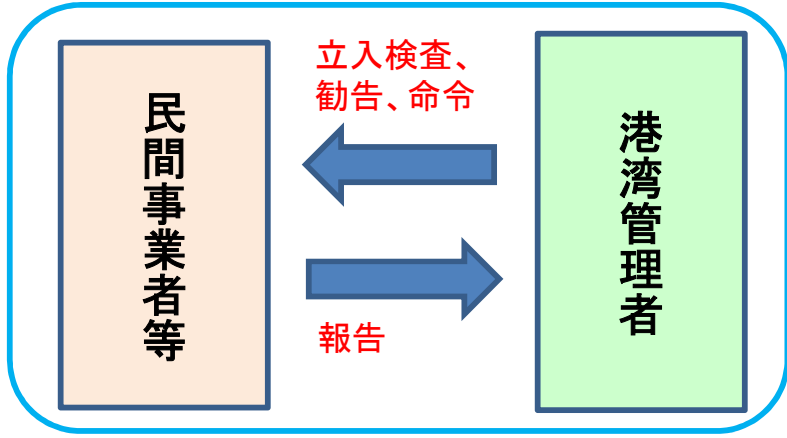 民間事業者等
立入検査、
勧告、命令
報告
港湾管理者